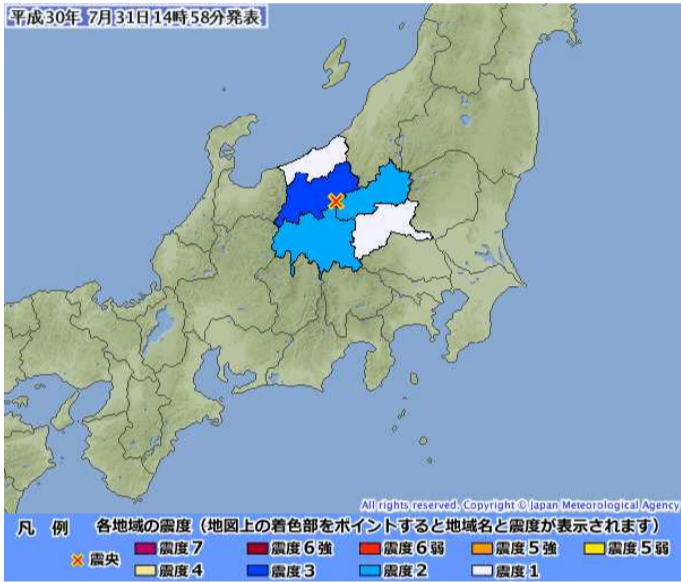 平成30年 7月31日14時58分発表
All rights reserved. Copyright © Japan Meteorological Agency
凡 例 各地域の震度（地図上の着色部をポイントすると地域名と震度が表示されます）
震央 震度7 震度6強 震度6弱 震度5強 震度5弱
震度4 震度3 震度2 震度1